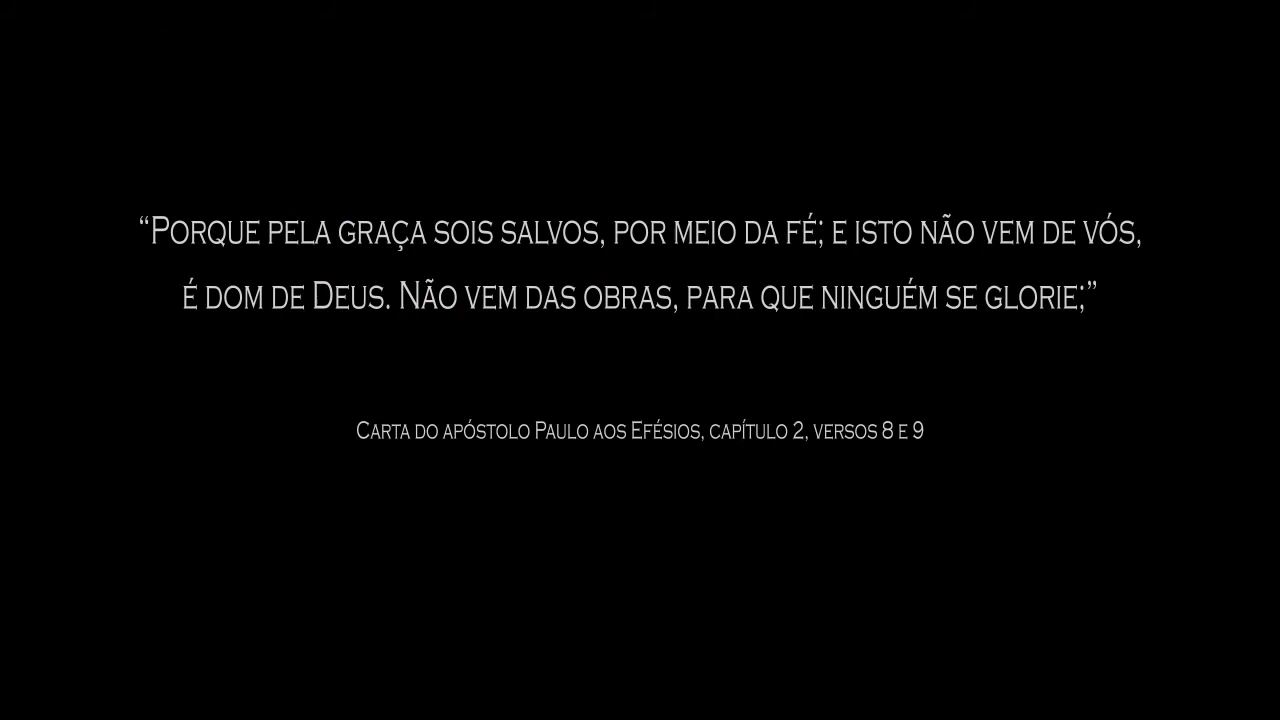 “Porque pela graça sois salvos, por meio da fé; e isto não vem de vós,
é dom de Deus. Não vem das obras, para que ninguém se glorie;”
Carta do apóstolo Paulo aos Efésios, capítulo 2, versos 8 e 9